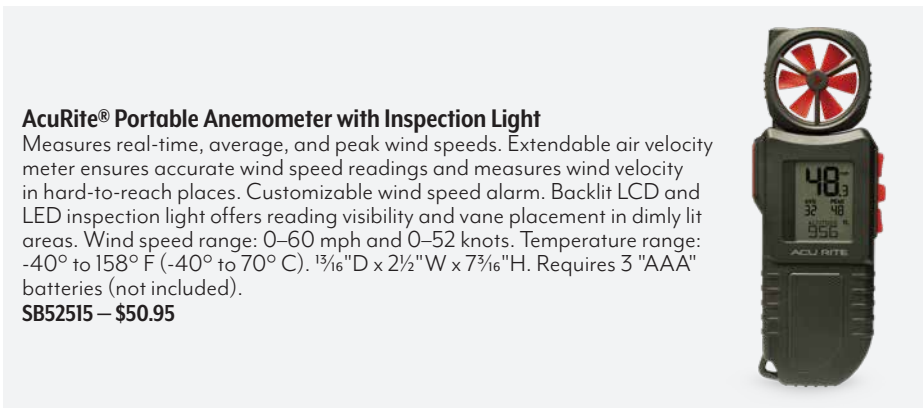 AcuRite® Portable Anemometer with Inspection Light
Measures real-time, average, and peak wind speeds. Extendable air velocity
meter ensures accurate wind speed readings and measures wind velocity
in hard-to-reach places. Customizable wind speed alarm. Backlit LCD and
LED inspection light offers reading visibility and vane placement in dimly lit
areas. Wind speed range: 0–60 mph and 0–52 knots. Temperature range:
-40° to 158° F (-40° to 70° C). ¹³⁄₁₆"D x 2½"W x 7³⁄₁₆"H. Requires 3 "AAA"
batteries (not included).
SB52515 — $50.95
48.3
AVG PEAK
32 48
956
ACU RITE